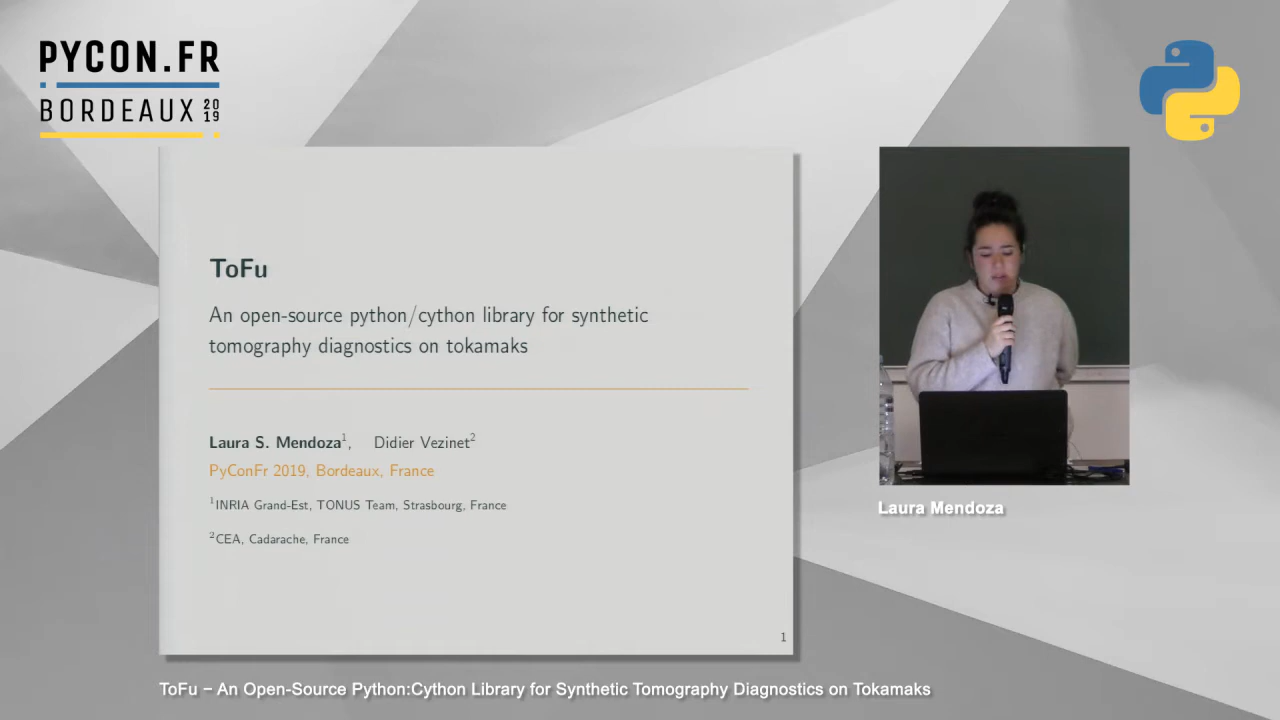 PYCON.FR
BORDEAUX 2019
ToFu
An open-source python/cython library for synthetic
tomography diagnostics on tokamaks
Laura S. Mendoza1, Didier Vezinet2
PyConFr 2019, Bordeaux, France
1INRIA Grand-Est, TONUS Team, Strasbourg, France
2CEA, Cadarache, France
1
Laura Mendoza
ToFu – An Open-Source Python:Cython Library for Synthetic Tomography Diagnostics on Tokamaks